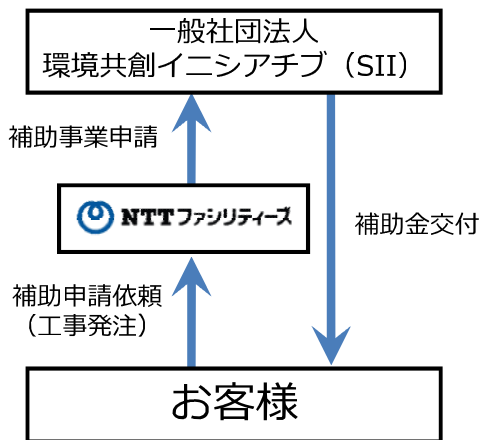 一般社団法人
環境共創イニシアチブ（SII）
補助事業申請
NTTファシリティーズ
補助金交付
補助申請依頼
（工事発注）
お客様